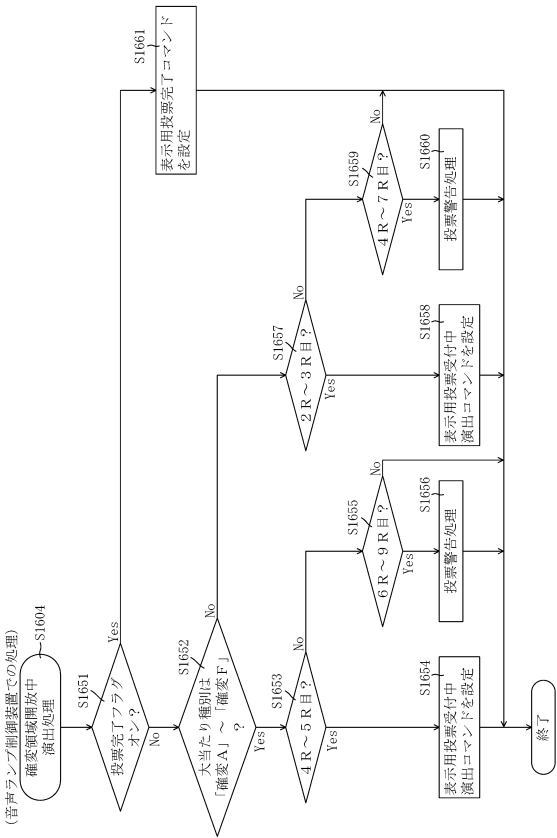 (音声ランプ制御装置での処理)
確変領域開放中
演出処理
S1604
投票完了フラグ
オン?
S1651
Yes
No
表示用投票完了コマンド
を設定
S1661
大当たり種別は
「確変A」~「確変F」
?
S1652
No
Yes
4R~5R目?
S1653
No
Yes
2R~3R目?
S1657
No
Yes
6R~9R目?
S1655
No
Yes
4R~7R目?
S1659
No
Yes
表示用投票受付中
演出コマンドを設定
S1654
投票警告処理
S1656
表示用投票受付中
演出コマンドを設定
S1658
投票警告処理
S1660
終了